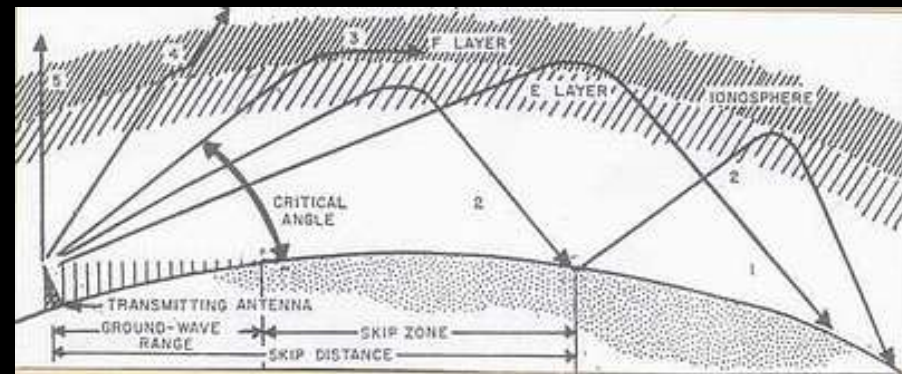 5
4
3
F LAYER
E LAYER
IONOSPHERE
CRITICAL
ANGLE
2
2
1
TRANSMITTING ANTENNA
GROUND-WAVE
RANGE
SKIP ZONE
SKIP DISTANCE